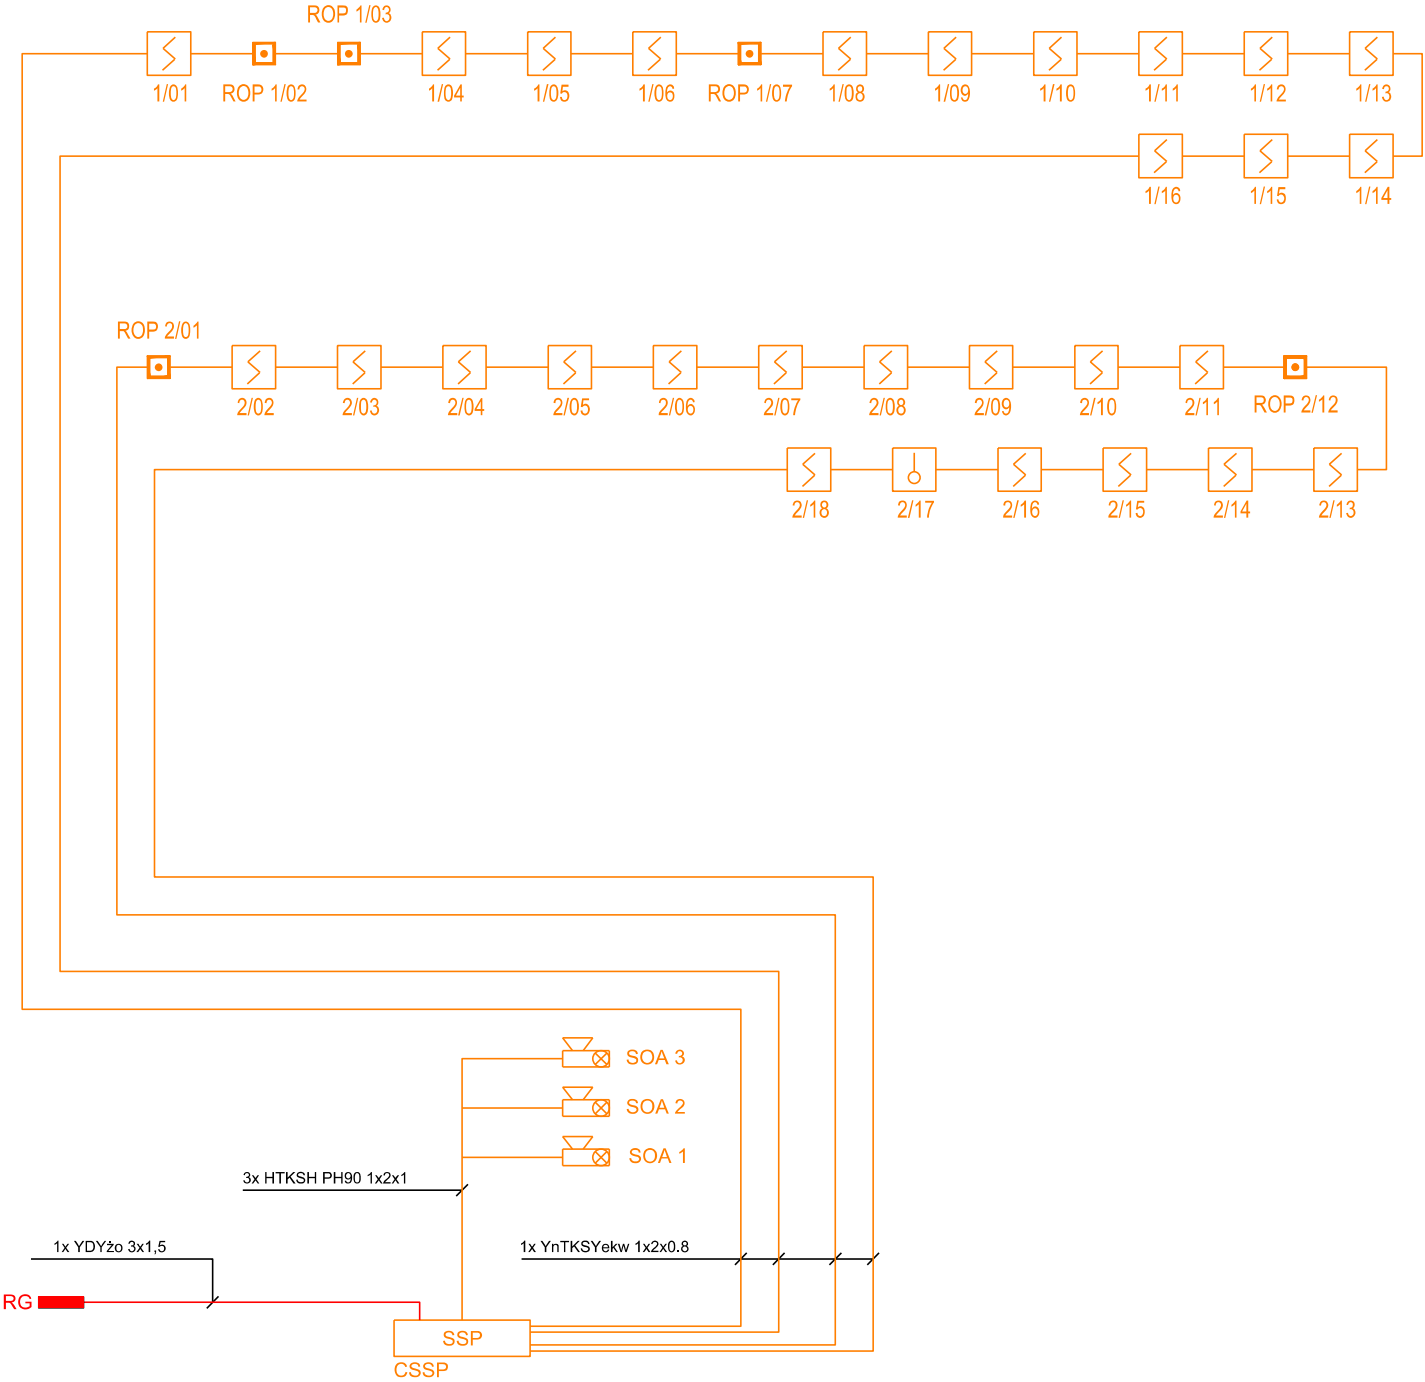 ROP 1/03
1/01
ROP 1/02
1/04
1/05
1/06
ROP 1/07
1/08
1/09
1/10
1/11
1/12
1/13
1/16
1/15
1/14
ROP 2/01
2/02
2/03
2/04
2/05
2/06
2/07
2/08
2/09
2/10
2/11
ROP 2/12
2/18
2/17
2/16
2/15
2/14
2/13
SOA 3
SOA 2
SOA 1
3x HTKSH PH90 1x2x1
1x YDYżo 3x1,5
1x YnTKSYekw 1x2x0.8
RG
SSP
CSSP